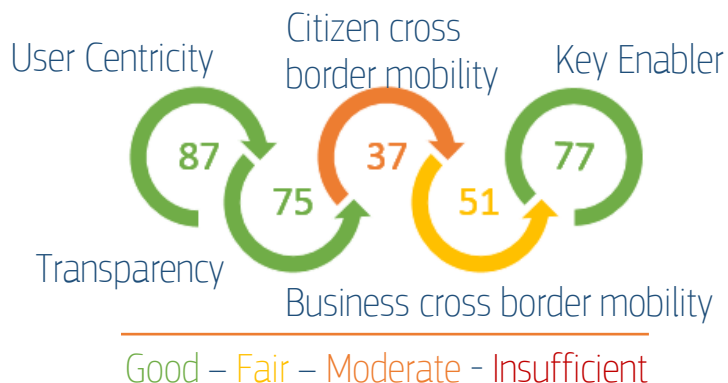 User Centricity
Citizen cross
border mobility
Key Enabler
87
75
37
51
77
Transparency
Business cross border mobility
Good – Fair – Moderate - Insufficient